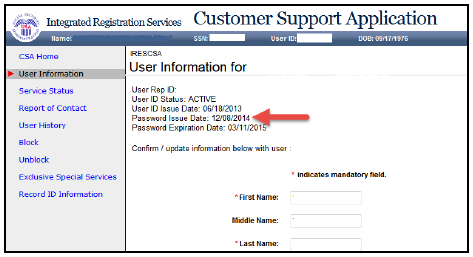 Integrated Registration Services Customer Support Application
Name: SSN: User ID: DOB: 09/17/1976
CSA Home
User Information
Service Status
Report of Contact
User History
Block
Unblock
Exclusive Special Services
Record ID Information
IRESCSA
User Information for
User Rep ID:
User ID Status: ACTIVE
User ID Issue Date: 06/18/2013
Password Issue Date: 12/08/2014
Password Expiration Date: 03/11/2015
Confirm / update information below with user :
* indicates mandatory field.
* First Name:
Middle Name:
* Last Name: